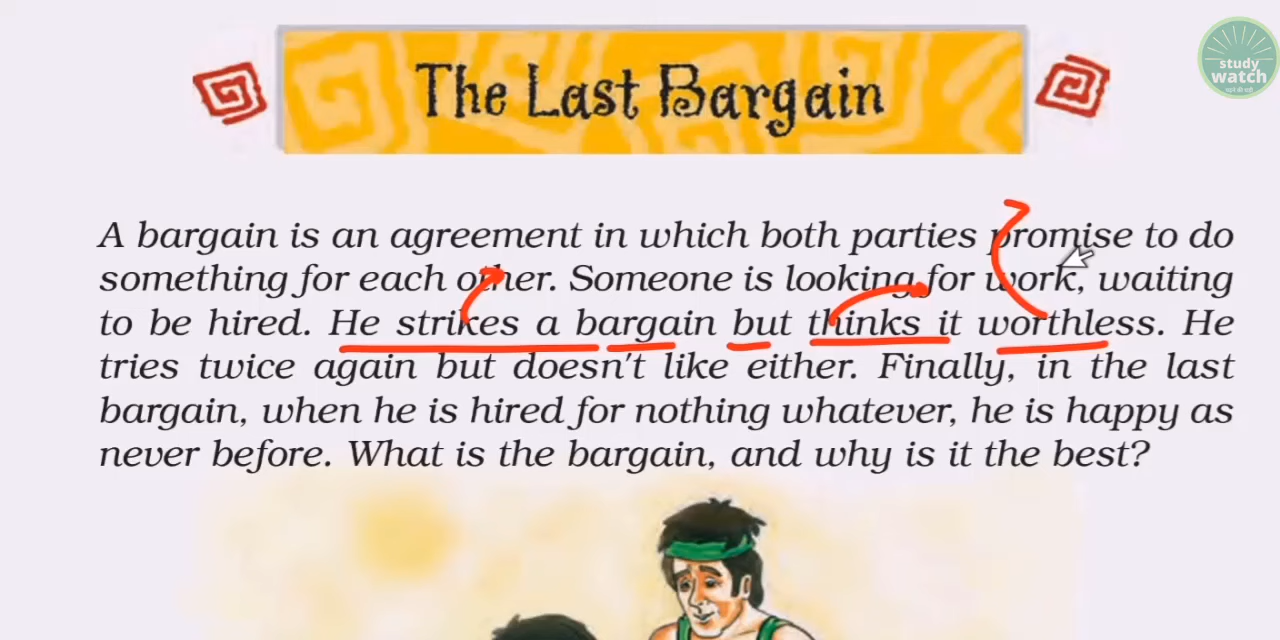 The Last Bargain
study
watch
A bargain is an agreement in which both parties promise to do
something for each other. Someone is looking for work, waiting
to be hired. He strikes a bargain but thinks it worthless. He
tries twice again but doesn't like either. Finally, in the last
bargain, when he is hired for nothing whatever, he is happy as
never before. What is the bargain, and why is it the best?